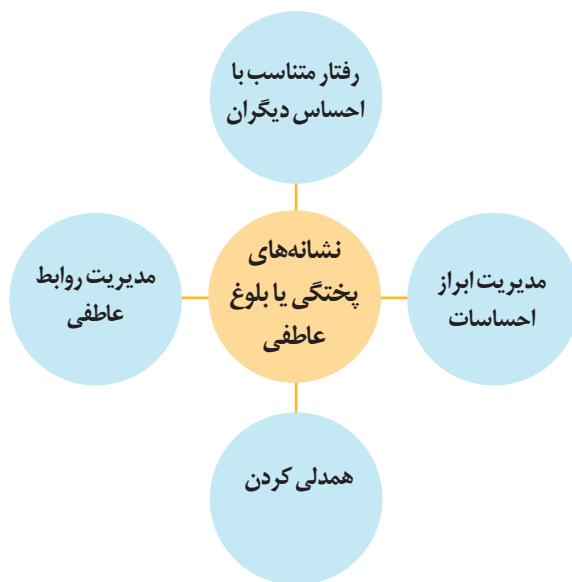 رفتار متناسب با
احساس دیگران
نشانه‌های
پختگی یا بلوغ
عاطفی
مدیریت ابراز
احساسات
مدیریت روابط
عاطفی
همدلی کردن